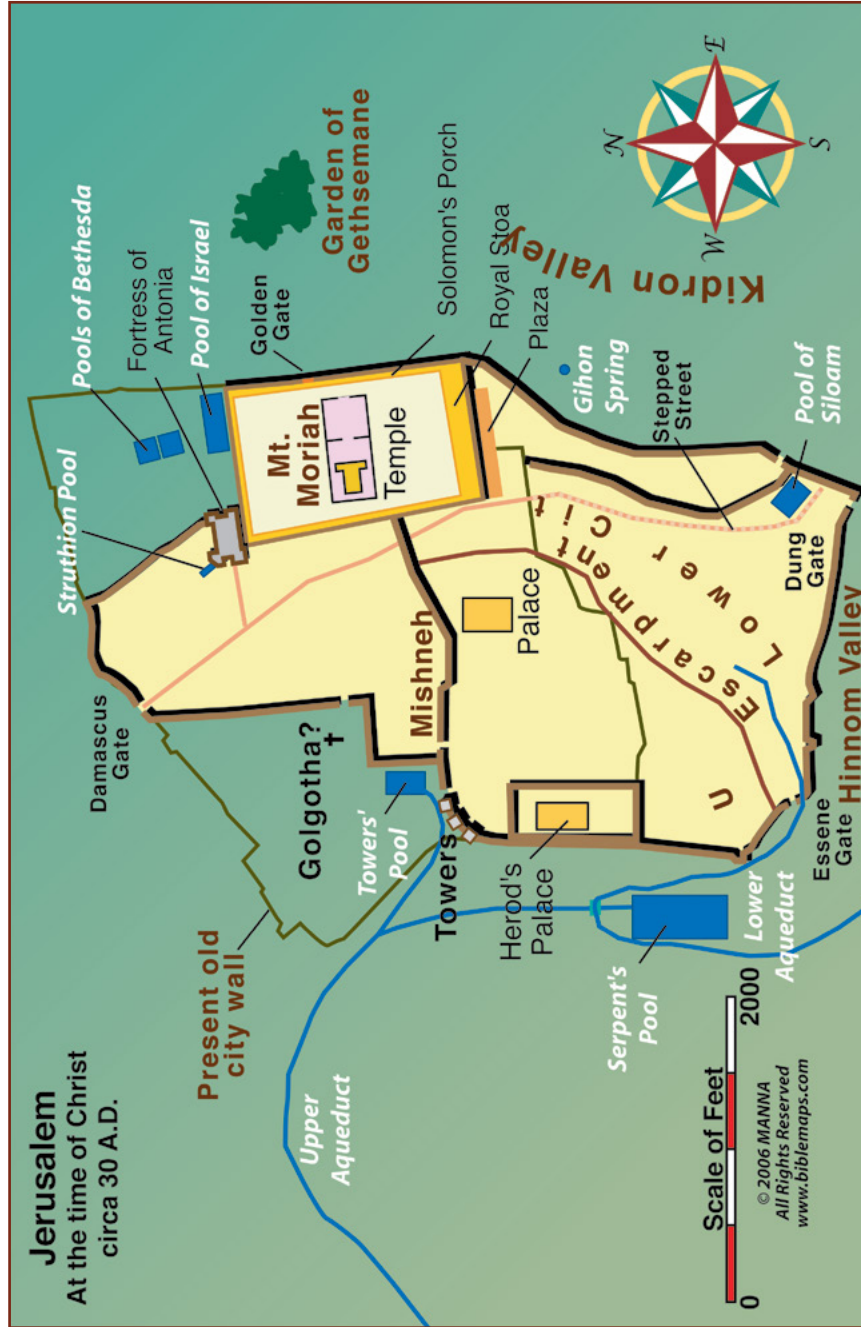 Jerusalem
At the time of Christ
circa 30 A.D.
Present old
city wall
Upper
Aqueduct
Damascus
Gate
Golgotha?
Towers'
Pool
Towers
Herod's
Palace
Serpent's
Pool
Lower
Aqueduct
Essene
Gate
Hinnom Valley
Struthion Pool
Pools of Bethesda
Fortress of
Antonia
Pool of Israel
Golden
Gate
Garden of
Gethsemane
Solomon's Porch
Royal Stoa
Plaza
Kidron Valley
Mt.
Moriah
Temple
Mishneh
Palace
Escarpment
Lower Cit
U
t
i
Gihon
Spring
Stepped
Street
Pool of
Siloam
Dung
Gate
N
E
S
W
Scale of Feet
0
2000
© 2006 MANNA
All Rights Reserved
www.biblemaps.com